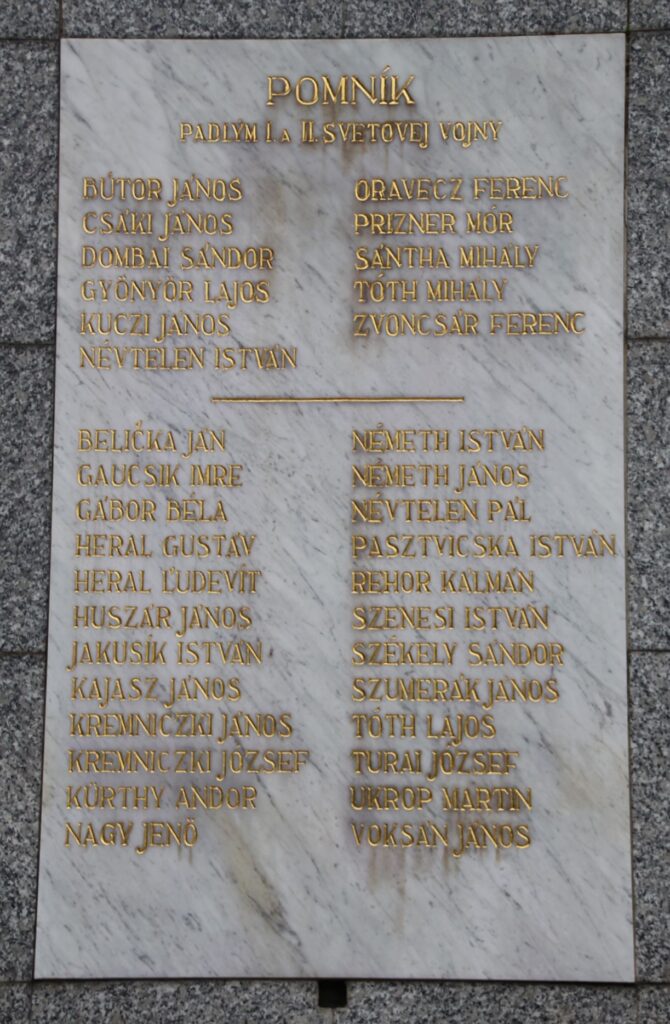 POMNÍK
PADLÝM I. A II. SVETOVEJ VOJNY
BÚTOR JÁNOS
CSÁKI JÁNOS
DOMBAI SÁNDOR
GYÖNYÖR LAJOS
KUCZI JÁNOS
NÉVTELEN ISTVÁN
ORAVECZ FERENC
PRIZNER MÓR
SÁNTHA MIHÁLY
TÓTH MIHÁLY
ZVONCSÁR FERENC
BELIČKA JÁN
GAUCSIK IMRE
GÁBOR BÉLA
HERAL GUSTÁV
HERAL ĽUDEVÍT
HUSZÁR JÁNOS
JAKUSÍK ISTVÁN
KAJASZ JÁNOS
KREMNICZKI JÁNOS
KREMNICZKI JÓZSEF
KÜRTHY ANDOR
NAGY JENŐ
NÉMETH ISTVÁN
NÉMETH JÁNOS
NÉVTELEN PÁL
PASZTVICSKA ISTVÁN
REHOR KÁLMÁN
SZENESI ISTVÁN
SZÉKELY SÁNDOR
SZUMERÁK JÁNOS
TÓTH LAJOS
TURAI JÓZSEF
UKROP MARTIN
VOKSÁN JÁNOS